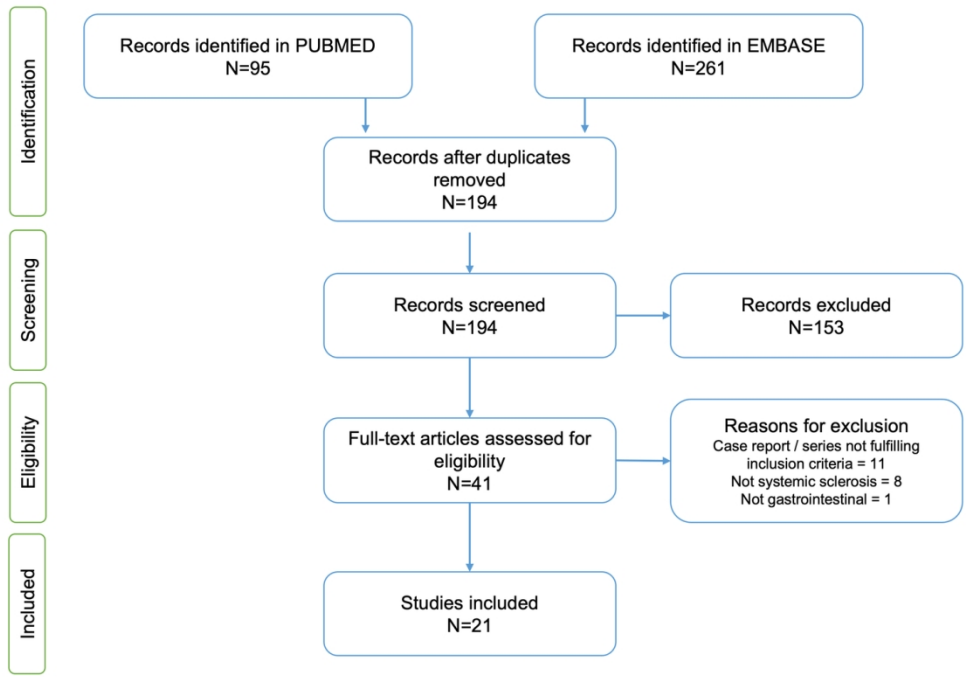 Identification
Records identified in PUBMED
N=95
Records identified in EMBASE
N=261
Records after duplicates
removed
N=194
Screening
Records screened
N=194
Records excluded
N=153
Eligibility
Full-text articles assessed for
eligibility
N=41
Reasons for exclusion
Case report / series not fulfilling
inclusion criteria = 11
Not systemic sclerosis = 8
Not gastrointestinal = 1
Included
Studies included
N=21